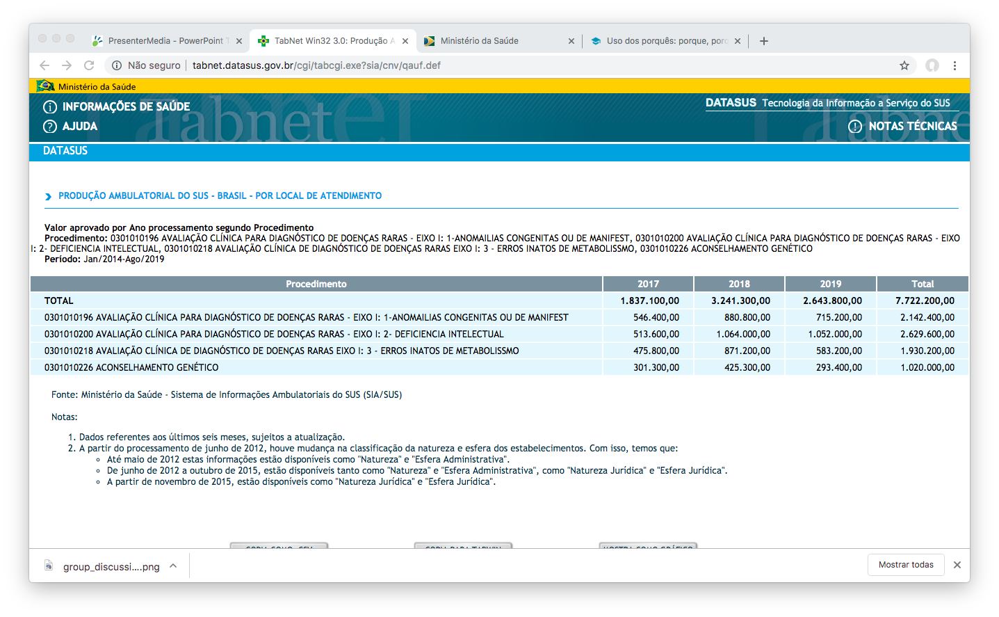 PresenterMedia - PowerPoint T
TabNet Win32 3.0: Produção A
Ministério da Saúde
Uso dos porquês: porque, porq
Não seguro
tabnet.datasus.gov.br/cgi/tabcgi.exe?sia/cnv/qauf.def
Ministério da Saúde
INFORMAÇÕES DE SAÚDE
DATASUS Tecnologia da Informação a Serviço do SUS
AJUDA
Tabnet
NOTAS TÉCNICAS
DATASUS
PRODUÇÃO AMBULATORIAL DO SUS - BRASIL - POR LOCAL DE ATENDIMENTO
Valor aprovado por Ano processamento segundo Procedimento
Procedimento: 0301010196 AVALIAÇÃO CLÍNICA PARA DIAGNÓSTICO DE DOENÇAS RARAS - EIXO I: 1-ANOMAILIAS CONGENITAS OU DE MANIFEST, 0301010200 AVALIAÇÃO CLÍNICA PARA DIAGNÓSTICO DE DOENÇAS RARAS - EIXO
I: 2- DEFICIENCIA INTELECTUAL, 0301010218 AVALIAÇÃO CLÍNICA DE DIAGNÓSTICO DE DOENÇAS RARAS EIXO I: 3 - ERROS INATOS DE METABOLISSMO, 0301010226 ACONSELHAMENTO GENÉTICO
Período: Jan/2014-Ago/2019
Procedimento 2017 2018 2019 Total
TOTAL 1.837.100,00 3.241.300,00 2.643.800,00 7.722.200,00
0301010196 AVALIAÇÃO CLÍNICA PARA DIAGNÓSTICO DE DOENÇAS RARAS - EIXO I: 1-ANOMAILIAS CONGENITAS OU DE MANIFEST 546.400,00 880.800,00 715.200,00 2.142.400,00
0301010200 AVALIAÇÃO CLÍNICA PARA DIAGNÓSTICO DE DOENÇAS RARAS - EIXO I: 2- DEFICIENCIA INTELECTUAL 513.600,00 1.064.000,00 1.052.000,00 2.629.600,00
0301010218 AVALIAÇÃO CLÍNICA DE DIAGNÓSTICO DE DOENÇAS RARAS EIXO I: 3 - ERROS INATOS DE METABOLISSMO 475.800,00 871.200,00 583.200,00 1.930.200,00
0301010226 ACONSELHAMENTO GENÉTICO 301.300,00 425.300,00 293.400,00 1.020.000,00
Fonte: Ministério da Saúde - Sistema de Informações Ambulatoriais do SUS (SIA/SUS)
Notas:
1. Dados referentes aos últimos seis meses, sujeitos a atualização.
2. A partir do processamento de junho de 2012, houve mudança na classificação da natureza e esfera dos estabelecimentos. Com isso, temos que:
Até maio de 2012 estas informações estão disponíveis como "Natureza" e "Esfera Administrativa".
De junho de 2012 a outubro de 2015, estão disponíveis tanto como "Natureza" e "Esfera Administrativa", como "Natureza Jurídica" e "Esfera Jurídica".
A partir de novembro de 2015, estão disponíveis como "Natureza Jurídica" e "Esfera Jurídica".
COPIA COMO .CSV
COPIA PARA TABWIN
MOSTRA COMO GRÁFICO
group_discussi....png
Mostrar todas